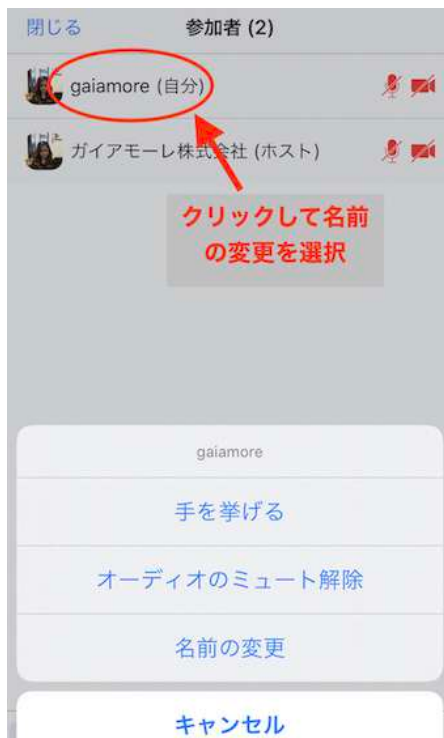 閉じる
参加者 (2)
gaiamore (自分)
ガイアモーレ株式会社 (ホスト)
クリックして名前
の変更を選択
gaiamore
手を挙げる
オーディオのミュート解除
名前の変更
キャンセル